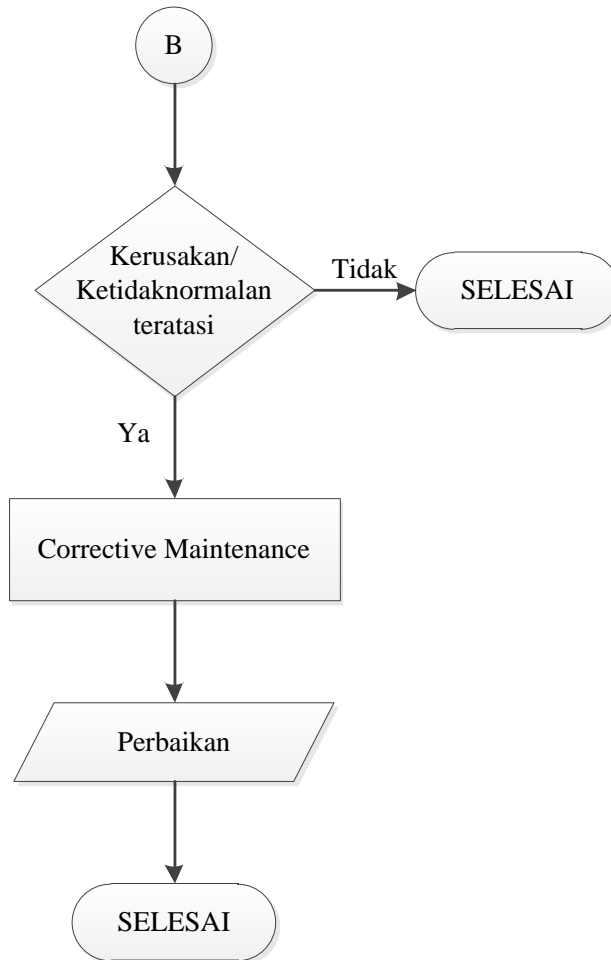 B
Kerusakan/
Ketidaknormalan
teratasi
Tidak
SELESAI
Ya
Corrective Maintenance
Perbaikan
SELESAI